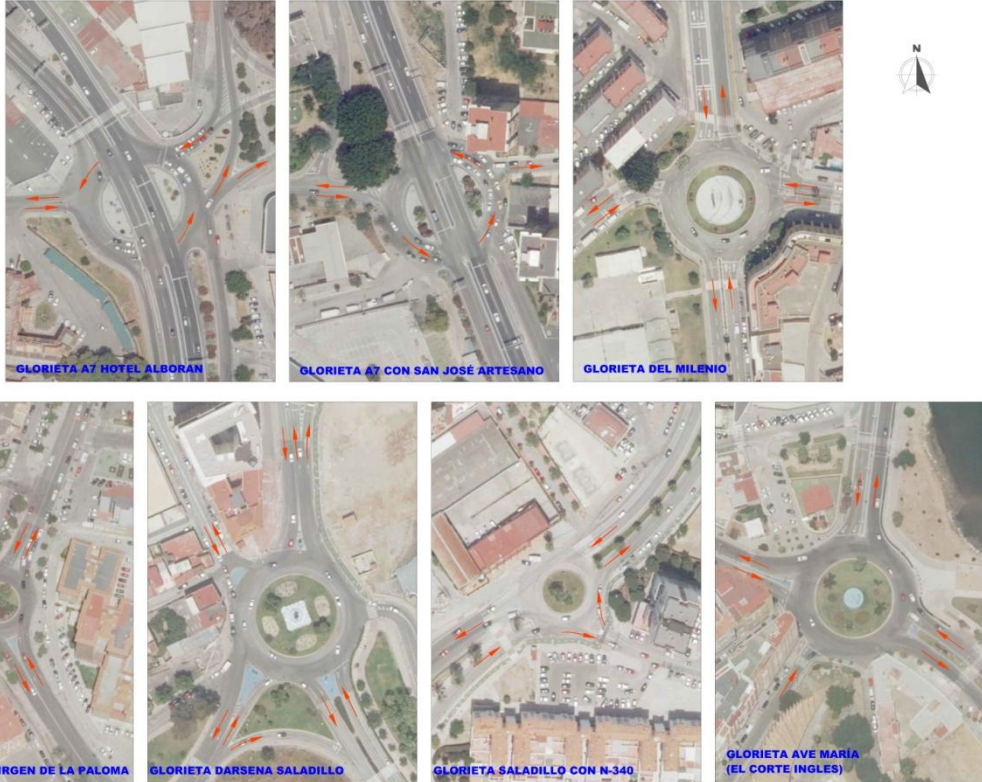 N
GLORIETA A7 HOTEL ALBORAN
GLORIETA A7 CON SAN JOSÉ ARTESANO
GLORIETA DEL MILENIO
IRGEN DE LA PALOMA
GLORIETA DARSENA SALADILLO
GLORIETA SALADILLO CON N-340
GLORIETA AVE MARÍA
(EL CORTE INGLES)